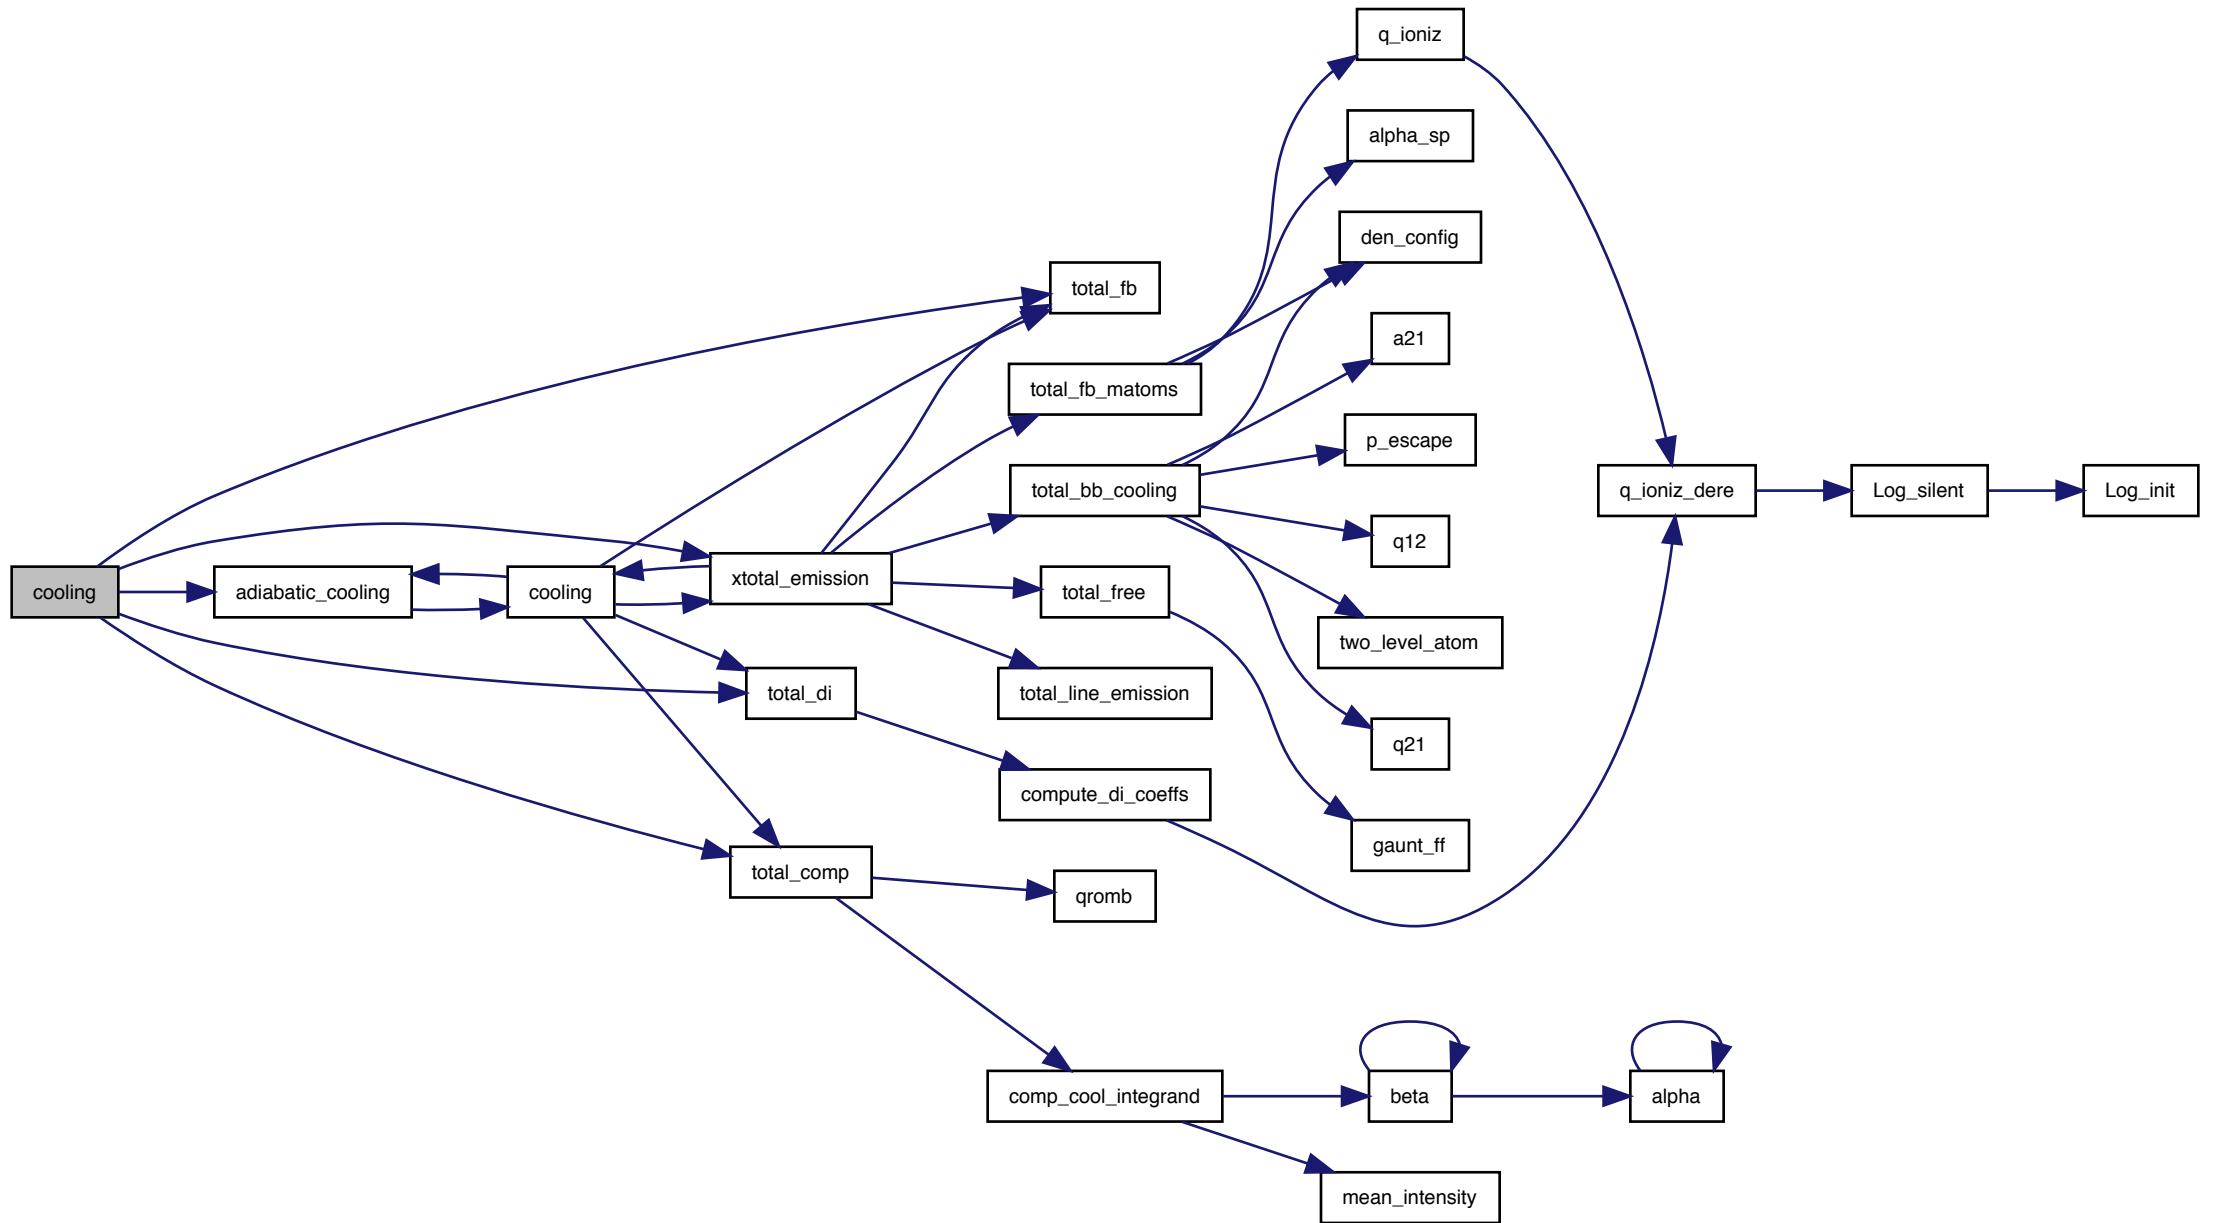 q_ioniz
alpha_sp
den_config
total_fb
a21
total_fb_matoms
p_escape
total_bb_cooling
q_ioniz_dere
Log_silent
Log_init
q12
cooling
adiabatic_cooling
cooling
xtotal_emission
total_free
two_level_atom
total_di
total_line_emission
q21
compute_di_coeffs
gaunt_ff
total_comp
qromb
comp_cool_integrand
beta
alpha
mean_intensity